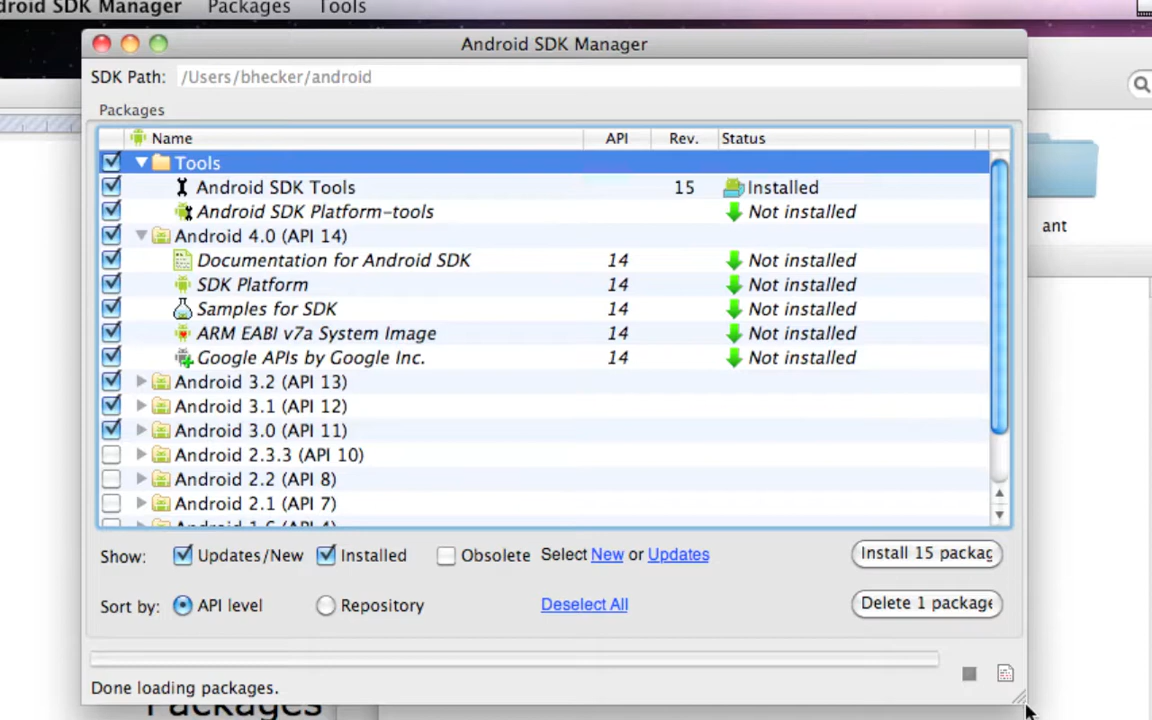 droid SDK Manager Packages Tools
Android SDK Manager
SDK Path: /Users/bhecker/android
Packages
Name API Rev. Status
Tools
Android SDK Tools 15 Installed
Android SDK Platform-tools Not installed
Android 4.0 (API 14)
Documentation for Android SDK 14 Not installed
SDK Platform 14 Not installed
Samples for SDK 14 Not installed
ARM EABI v7a System Image 14 Not installed
Google APIs by Google Inc. 14 Not installed
Android 3.2 (API 13)
Android 3.1 (API 12)
Android 3.0 (API 11)
Android 2.3.3 (API 10)
Android 2.2 (API 8)
Android 2.1 (API 7)
Android 1.6 (API 4)
ant
Show: Updates/New Installed Obsolete Select New or Updates Install 15 packag
Sort by: API level Repository Deselect All Delete 1 package
Done loading packages.
Packages